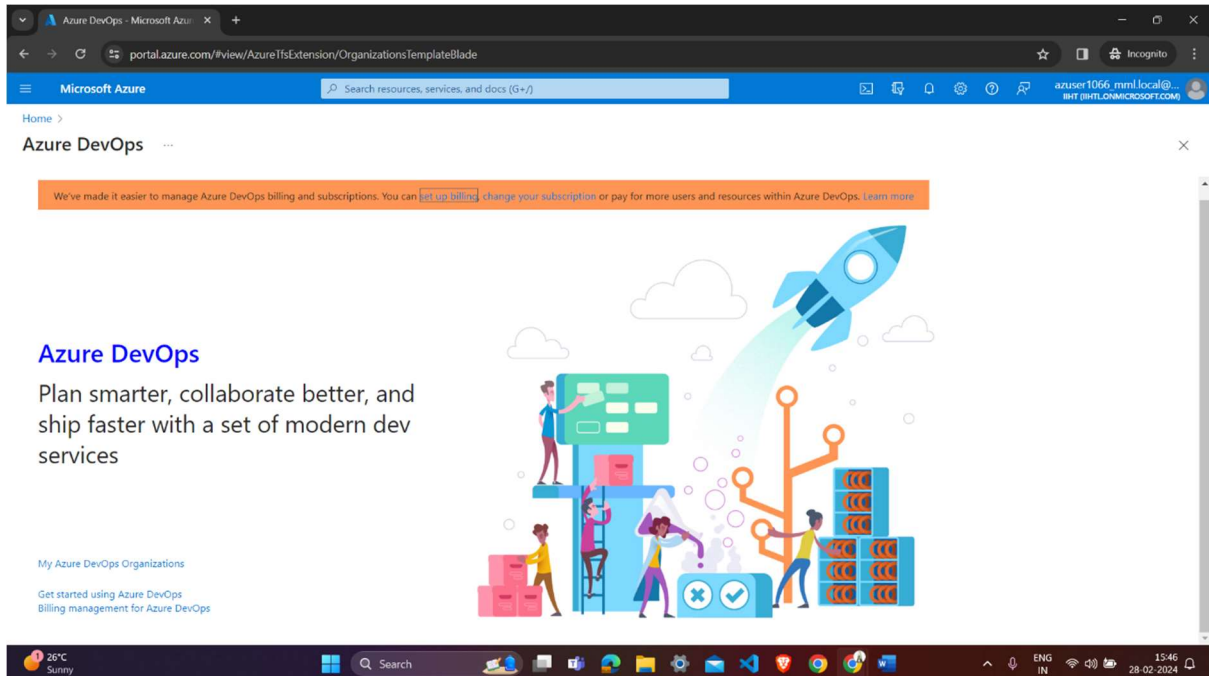 Azure DevOps - Microsoft Azur
portal.azure.com/#view/AzureTfsExtension/OrganizationsTemplateBlade
Incognito
Microsoft Azure
Search resources, services, and docs (G+/)
azuser1066_mml.local@...
IIHT (IIHTL.ONMICROSOFT.COM)
Home >
Azure DevOps ...
We've made it easier to manage Azure DevOps billing and subscriptions. You can set up billing, change your subscription or pay for more users and resources within Azure DevOps. Learn more
Azure DevOps
Plan smarter, collaborate better, and
ship faster with a set of modern dev
services
My Azure DevOps Organizations
Get started using Azure DevOps
Billing management for Azure DevOps
1
26°C
Sunny
Search
ENG
IN
15:46
28-02-2024